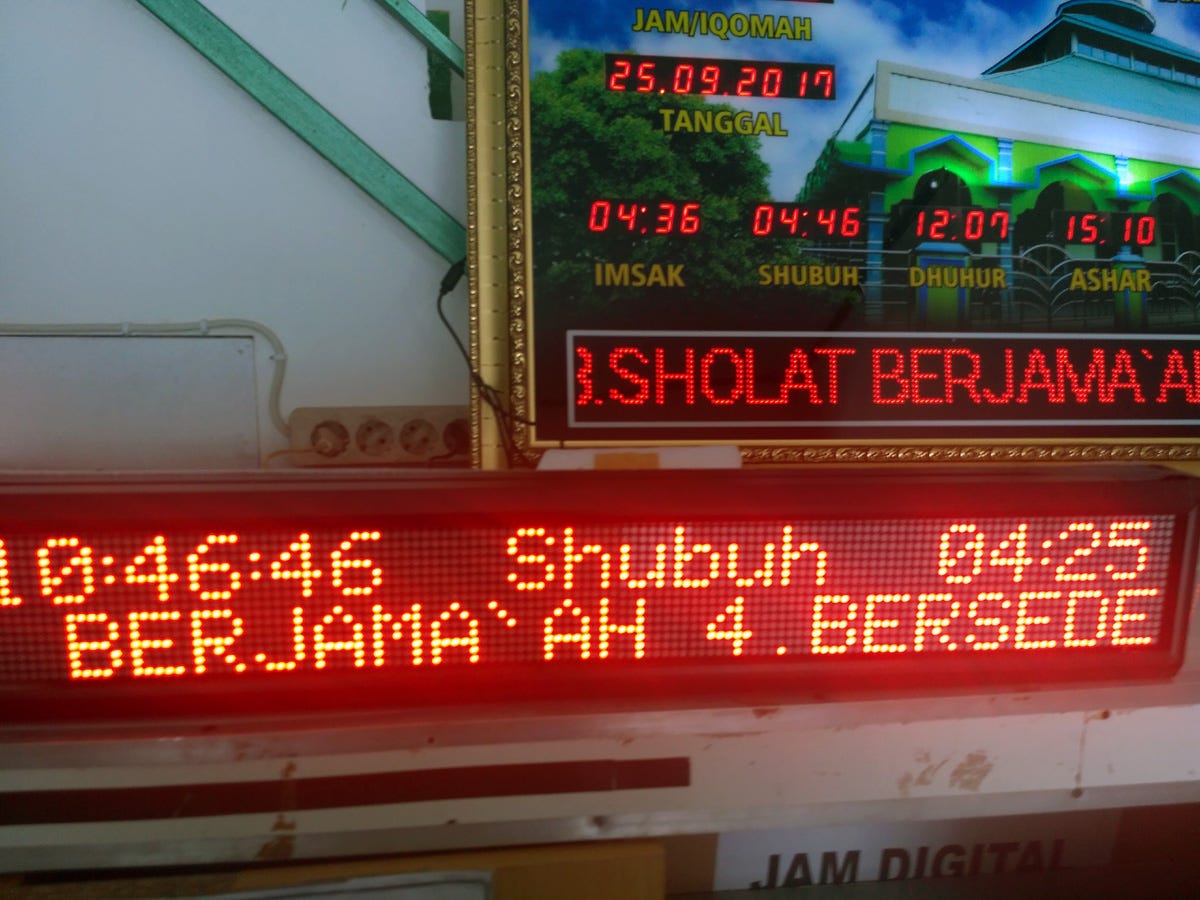 JAM/IQOMAH
25.09.2017
TANGGAL
04:36 04:46 12:07 15:10
IMSAK SHUBUH DHUHUR ASHAR
3.SHOLAT BERJAMA`A
10:46:46 Shubuh 04:25
BERJAMA`AH 4.BERSEDE
JAM DIGITAL